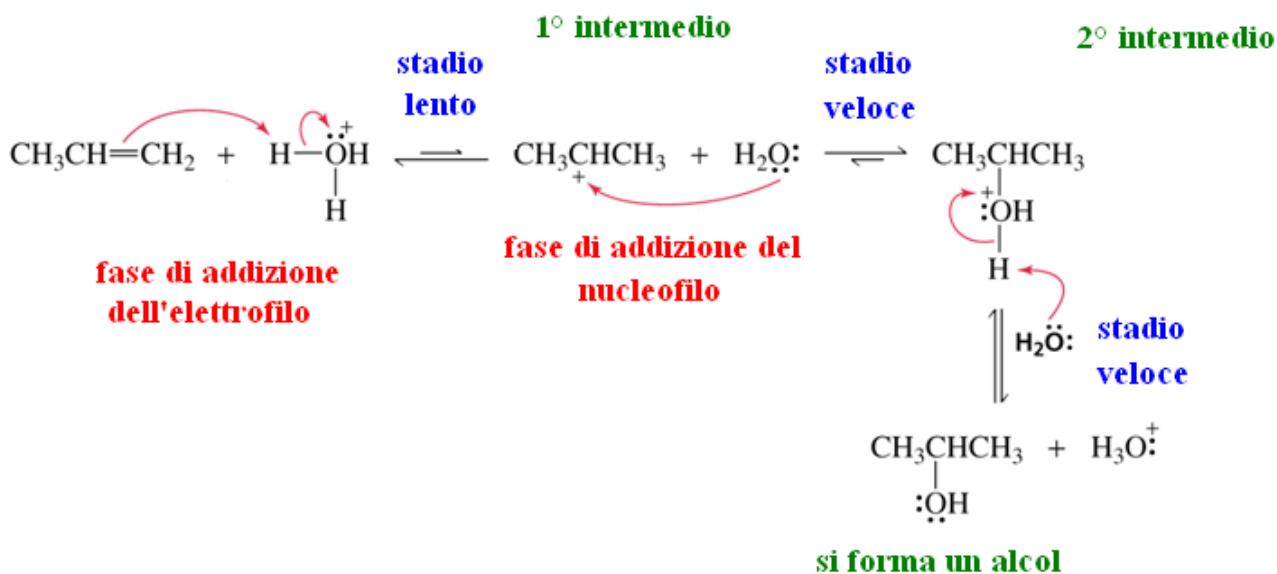 1° intermedio
2° intermedio
stadio
lento
stadio
veloce
CH₃CH=CH₂ + H—ÖH⁺
H
CH₃CHCH₃ + H₂O:
+
CH₃CHCH₃
+
:OH
H
fase di addizione
dell'elettrofilo
fase di addizione del
nucleofilo
H₂Ö:
stadio
veloce
CH₃CHCH₃ + H₃O:⁺
:OH
si forma un alcol